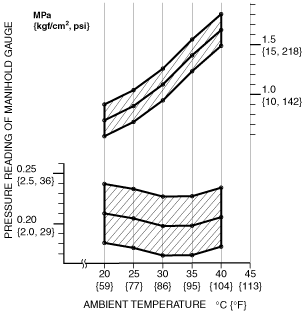 MPa
{kgf/cm², psi}
1.5
{15, 218}
1.0
{10, 142}
PRESSURE READING OF MANIHOLD GAUGE
0.25
{2.5, 36}
0.20
{2.0, 29}
20 25 30 35 40 45
{59} {77} {86} {95} {104} {113}
AMBIENT TEMPERATURE °C {°F}